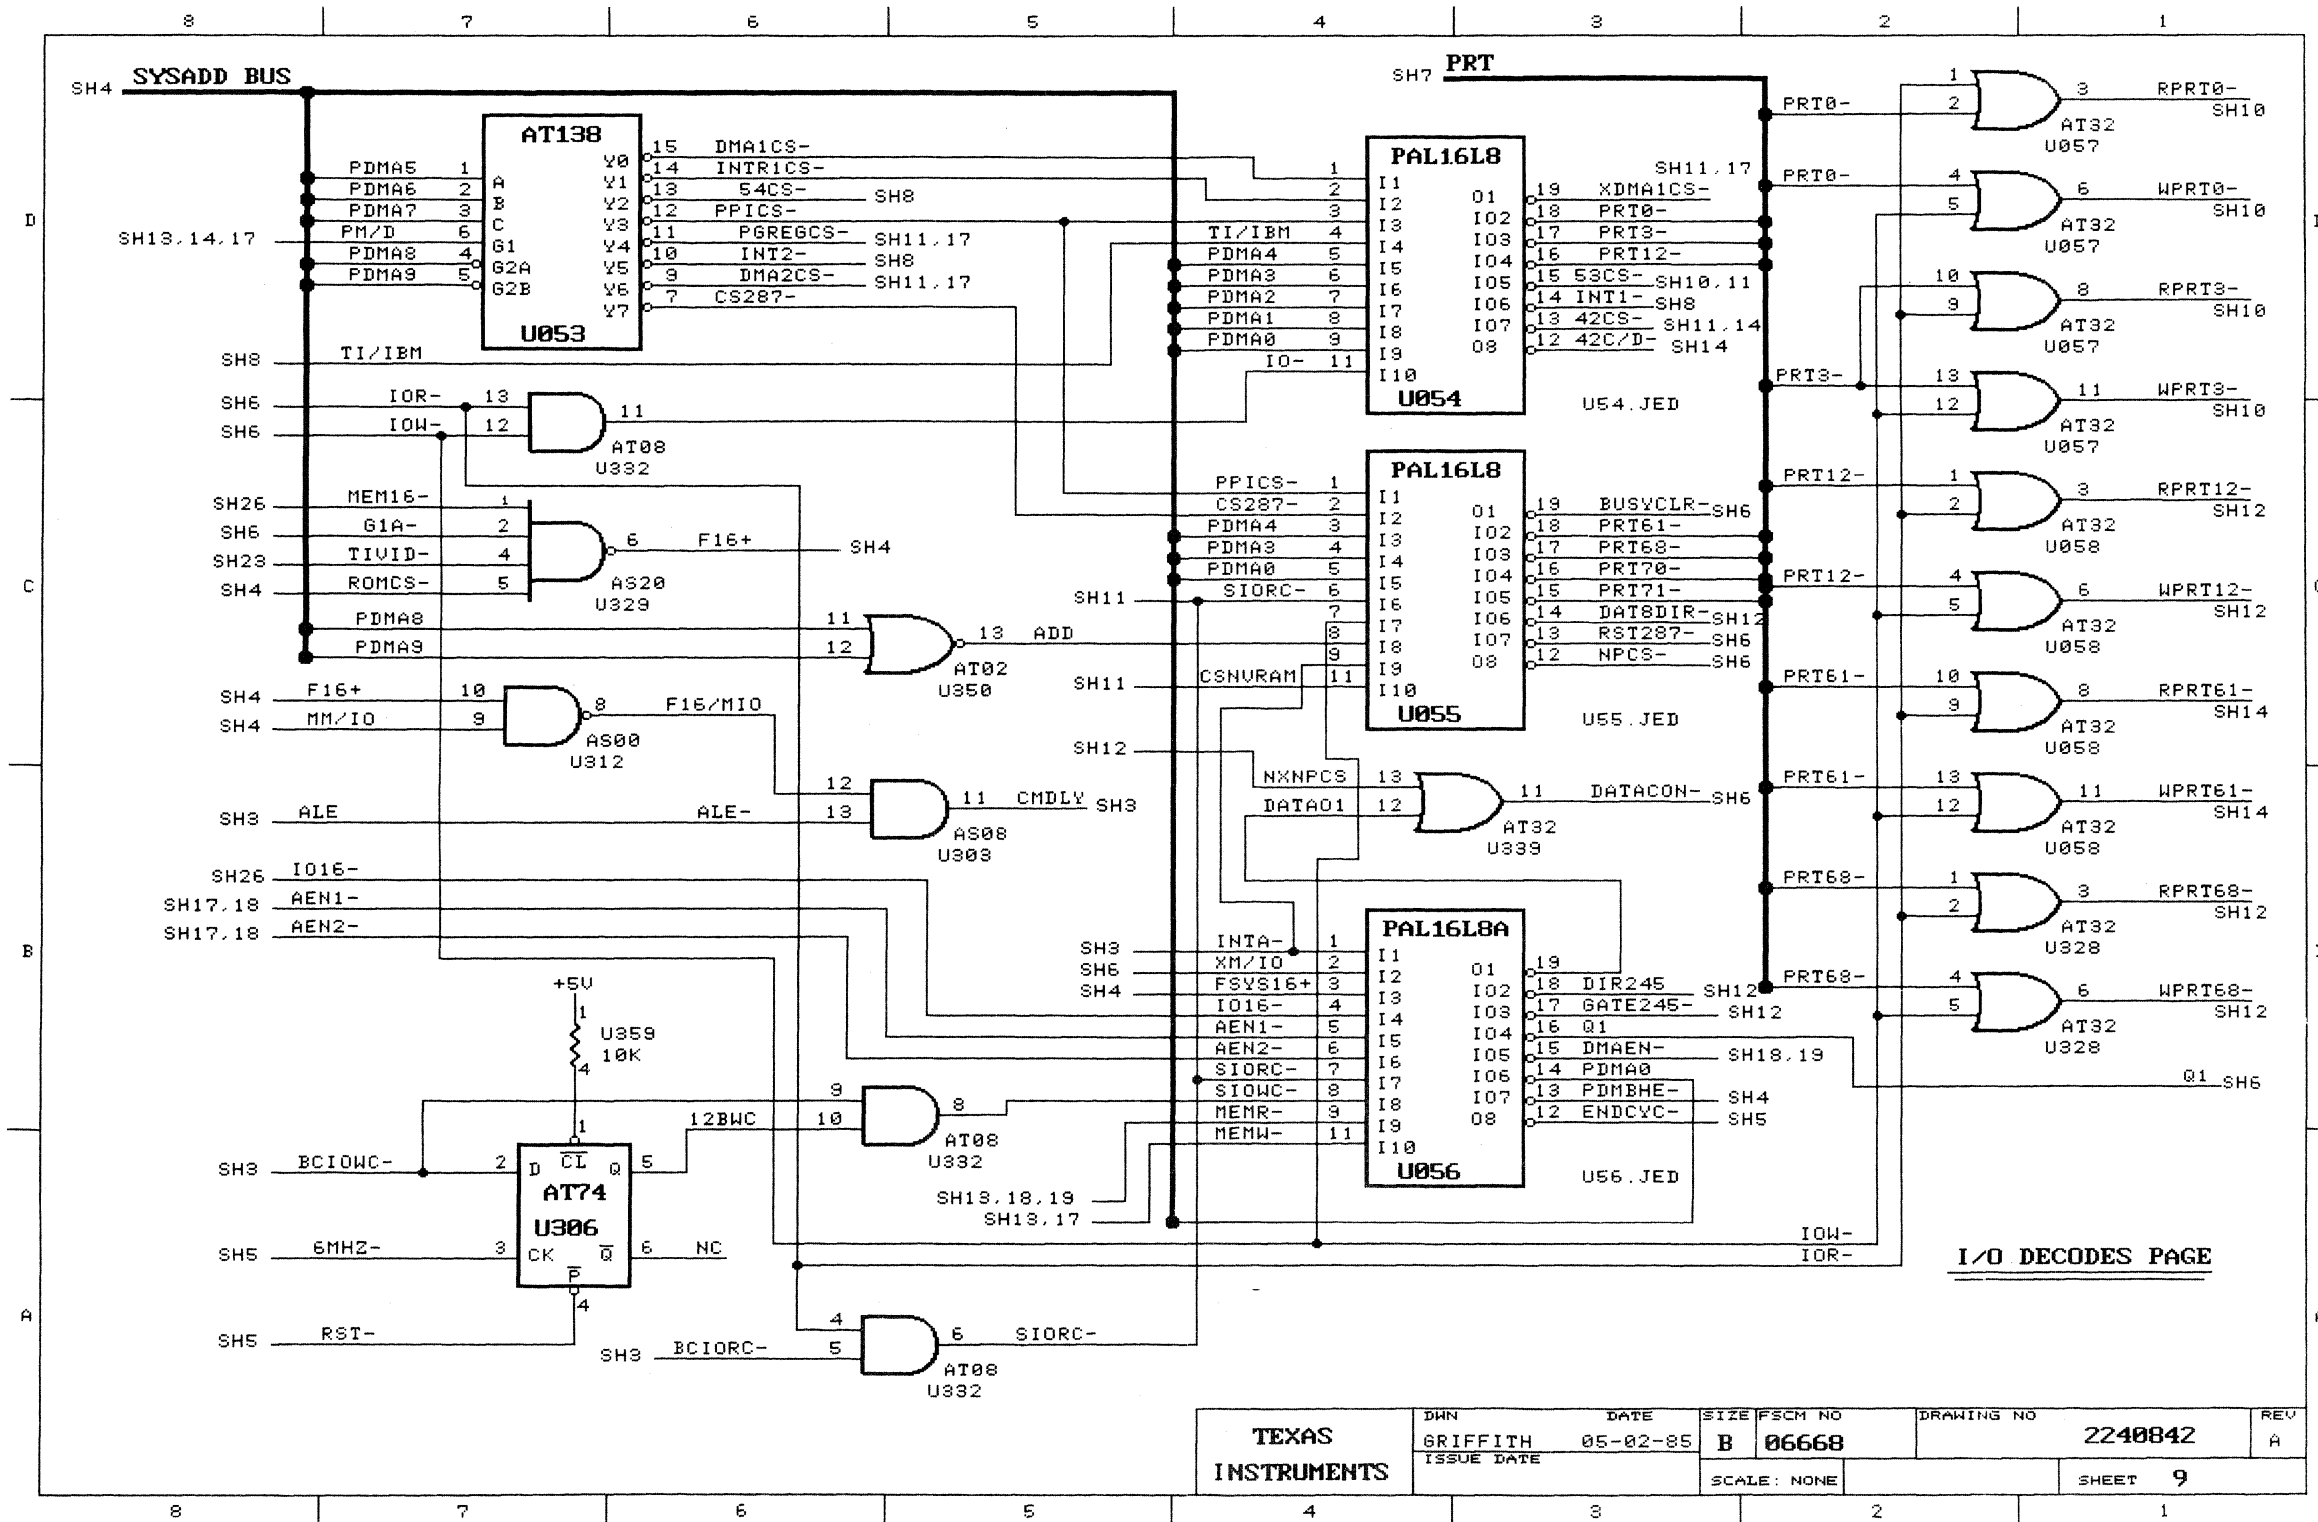 8 7 6 5 4 3 2 1
SH4 SYSADD BUS
SH7 PRT
AT138
PDMA5 1 A
PDMA6 2 B
PDMA7 3 C
SH13,14,17 PM/D 6 G1
PDMA8 4 G2A
PDMA9 5 G2B
Y0 15 DMA1CS-
Y1 14 INTR1CS-
Y2 13 54CS- SH8
Y3 12 PPICS-
Y4 11 PGREGCS- SH11,17
Y5 10 INT2- SH8
Y6 9 DMA2CS- SH11,17
Y7 7 CS287-
U053
SH8 TI/IBM
SH6 IOR- 13
SH6 IOW- 12
11
AT08
U332
SH26 MEM16- 1
SH6 G1A- 2
SH23 TIVID- 4
SH4 ROMCS- 5
6 F16+ SH4
AS20
U329
PDMA8 11
PDMA9 12
13 ADD
AT02
U350
SH4 F16+ 10
SH4 MM/IO 9
8 F16/MIO
AS00
U312
12
SH3 ALE ALE- 13
11 CMDLY SH3
AS08
U303
SH26 IO16-
SH17,18 AEN1-
SH17,18 AEN2-
+5V
1
U359
10K
4
1
SH3 BCIOWC- 2 D
CL
Q 5 12BWC
AT74
U306
SH5 6MHZ- 3 CK
Q 6 NC
P
4
SH5 RST-
9
10
8
AT08
U332
4
SH3 BCIORC- 5
6 SIORC-
AT08
U332
PAL16L8
1 I1
2 I2
3 I3
TI/IBM 4 I4
PDMA4 5 I5
PDMA3 6 I6
PDMA2 7 I7
PDMA1 8 I8
PDMA0 9 I9
IO- 11 I10
SH11,17
O1 19 XDMA1CS-
IO2 18 PRT0-
IO3 17 PRT3-
IO4 16 PRT12-
IO5 15 53CS- SH10,11
IO6 14 INT1- SH8
IO7 13 42CS- SH11,14
O8 12 42C/D- SH14
U054
U54.JED
PAL16L8
PPICS- 1 I1
CS287- 2 I2
PDMA4 3 I3
PDMA3 4 I4
PDMA0 5 I5
SH11 SIORC- 6 I6
7 I7
8 I8
9 I9
SH11 CSNVRAM 11 I10
O1 19 BUSYCLR- SH6
IO2 18 PRT61-
IO3 17 PRT68-
IO4 16 PRT70-
IO5 15 PRT71-
IO6 14 DAT8DIR- SH12
IO7 13 RST287- SH6
O8 12 NPCS- SH6
U055
U55.JED
SH12 NXNPCS 13
DATAO1 12
11 DATACON- SH6
AT32
U339
PAL16L8A
SH3 INTA- 1 I1
SH6 XM/IO 2 I2
SH4 FSYS16+ 3 I3
IO16- 4 I4
AEN1- 5 I5
AEN2- 6 I6
SIORC- 7 I7
SIOWC- 8 I8
MEMR- 9 I9
MEMW- 11 I10
SH13,18,19
SH13,17
O1 19
IO2 18 DIR245 SH12
IO3 17 GATE245- SH12
IO4 16 Q1
IO5 15 DMAEN- SH18,19
IO6 14 PDMA0
IO7 13 PDMBHE- SH4
O8 12 ENDCYC- SH5
U056
U56.JED
Q1 SH6
IOW-
IOR-
1
PRT0- 2
3 RPRT0-
SH10
AT32
U057
PRT0- 4
5
6 WPRT0-
SH10
AT32
U057
10
9
8 RPRT3-
SH10
AT32
U057
PRT3- 13
12
11 WPRT3-
SH10
AT32
U057
PRT12- 1
2
3 RPRT12-
SH12
AT32
U058
PRT12- 4
5
6 WPRT12-
SH12
AT32
U058
PRT61- 10
9
8 RPRT61-
SH14
AT32
U058
PRT61- 13
12
11 WPRT61-
SH14
AT32
U058
PRT68- 1
2
3 RPRT68-
SH12
AT32
U328
PRT68- 4
5
6 WPRT68-
SH12
AT32
U328
I/O DECODES PAGE
D
C
B
A
TEXAS
INSTRUMENTS
DWN DATE
GRIFFITH 05-02-85
ISSUE DATE
SIZE FSCM NO
B 06668
DRAWING NO
2240842
REV
A
SCALE: NONE
SHEET 9
8 7 6 5 4 3 2 1